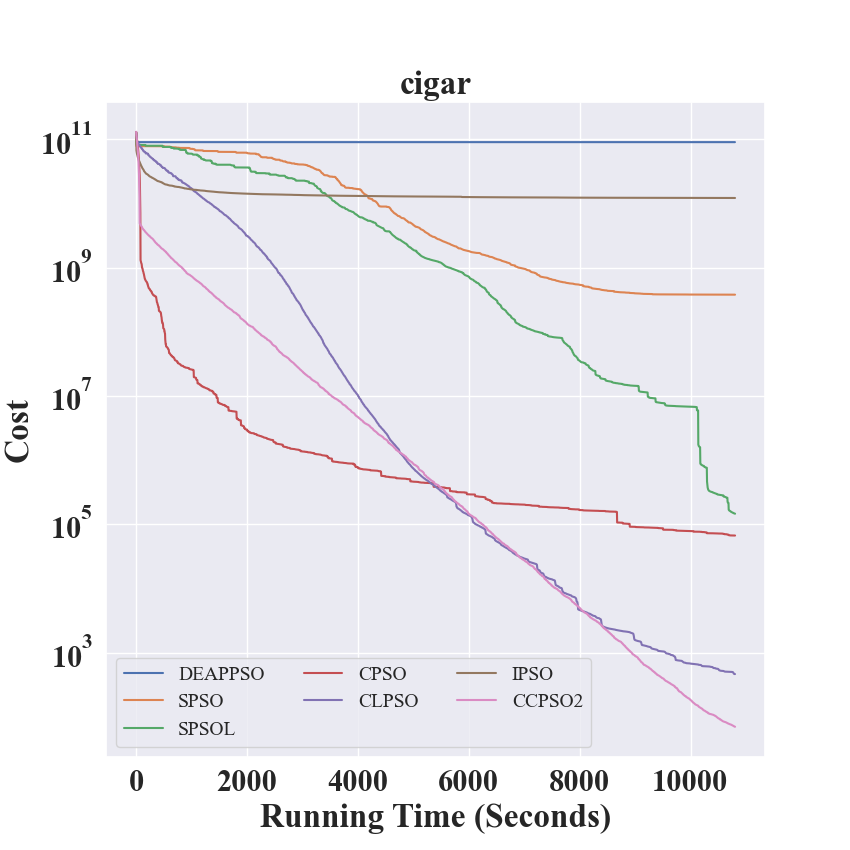 cigar
Cost
10^11
10^9
10^7
10^5
10^3
DEAPPSO CPSO IPSO
SPSO CLPSO CCPSO2
SPSOL
0 2000 4000 6000 8000 10000
Running Time (Seconds)